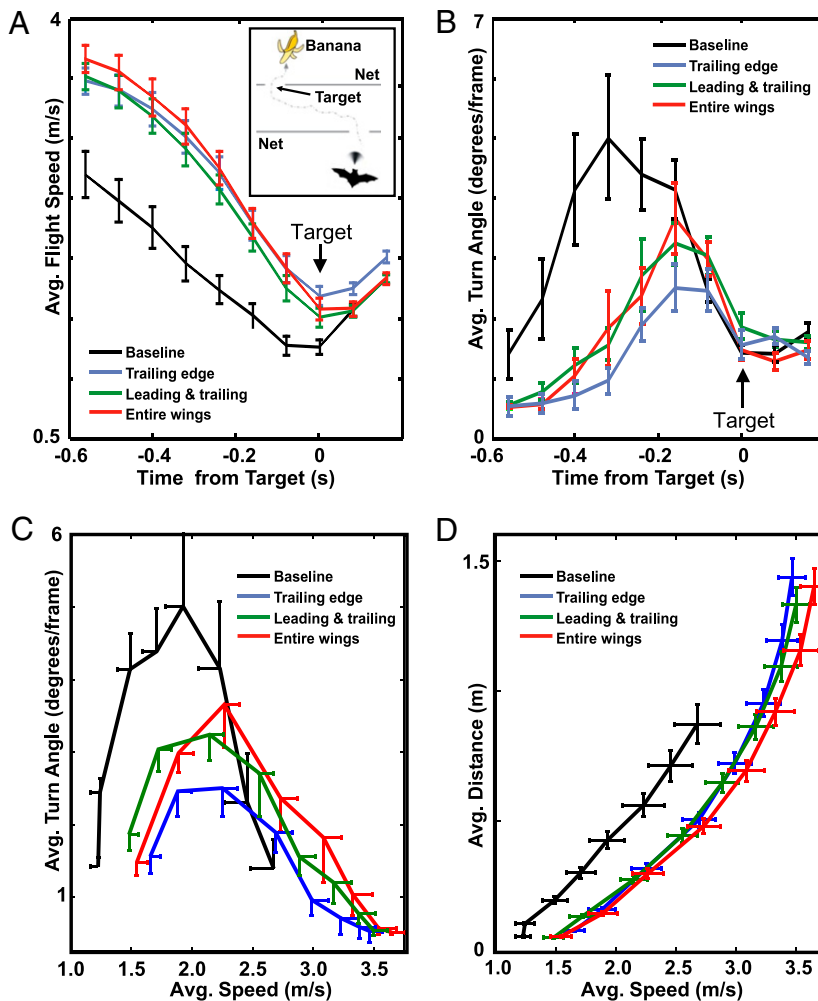 A
4
Avg. Flight Speed (m/s)
0.5
Banana
Net
Target
Net
Target
Baseline
Trailing edge
Leading & trailing
Entire wings
-0.6
-0.4
-0.2
0
Time from Target (s)
B
7
Avg. Turn Angle (degrees/frame)
0
Baseline
Trailing edge
Leading & trailing
Entire wings
Target
-0.6
-0.4
-0.2
0
Time from Target (s)
C
6
Avg. Turn Angle (degrees/frame)
1
Baseline
Trailing edge
Leading & trailing
Entire wings
1.0
1.5
2.0
2.5
3.0
3.5
Avg. Speed (m/s)
D
1.5
Avg. Distance (m)
0
Baseline
Trailing edge
Leading & trailing
Entire wings
1.0
1.5
2.0
2.5
3.0
3.5
Avg. Speed (m/s)